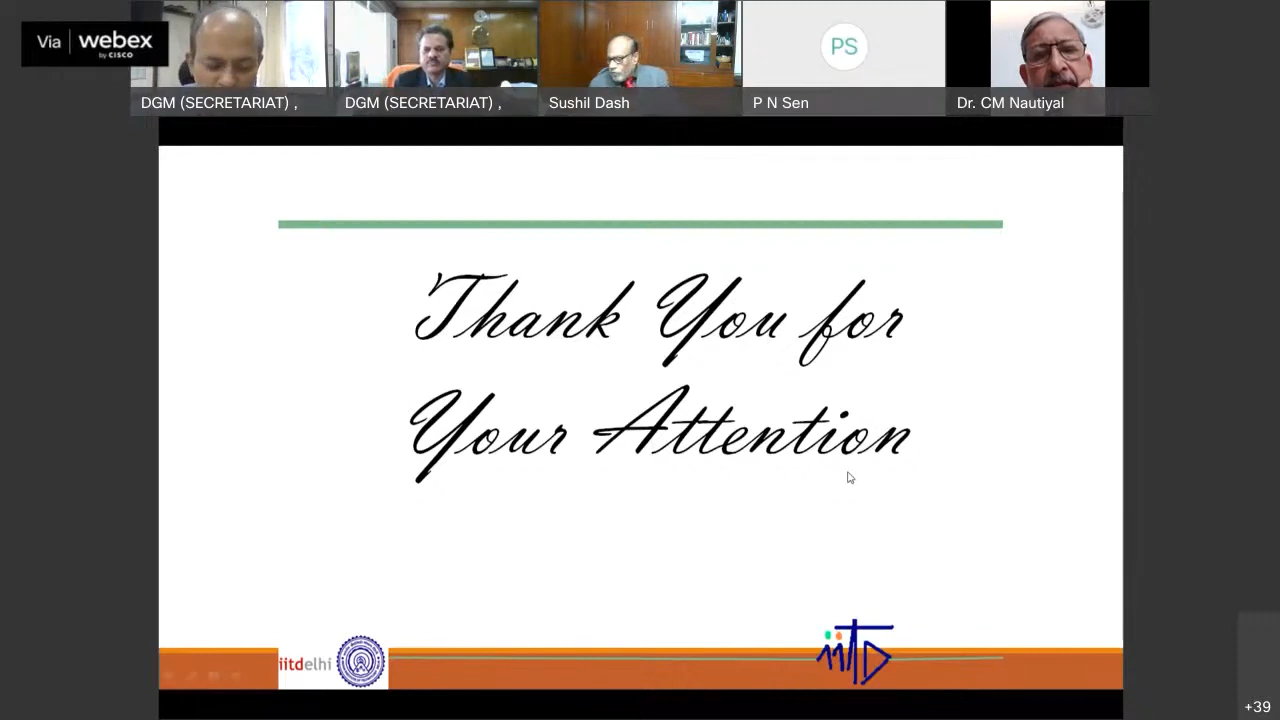 Via webex
by CISCO
DGM (SECRETARIAT) ,
DGM (SECRETARIAT) ,
Sushil Dash
PS
P N Sen
Dr. CM Nautiyal
Thank You for
Your Attention
iitdelhi
iiTD
+39